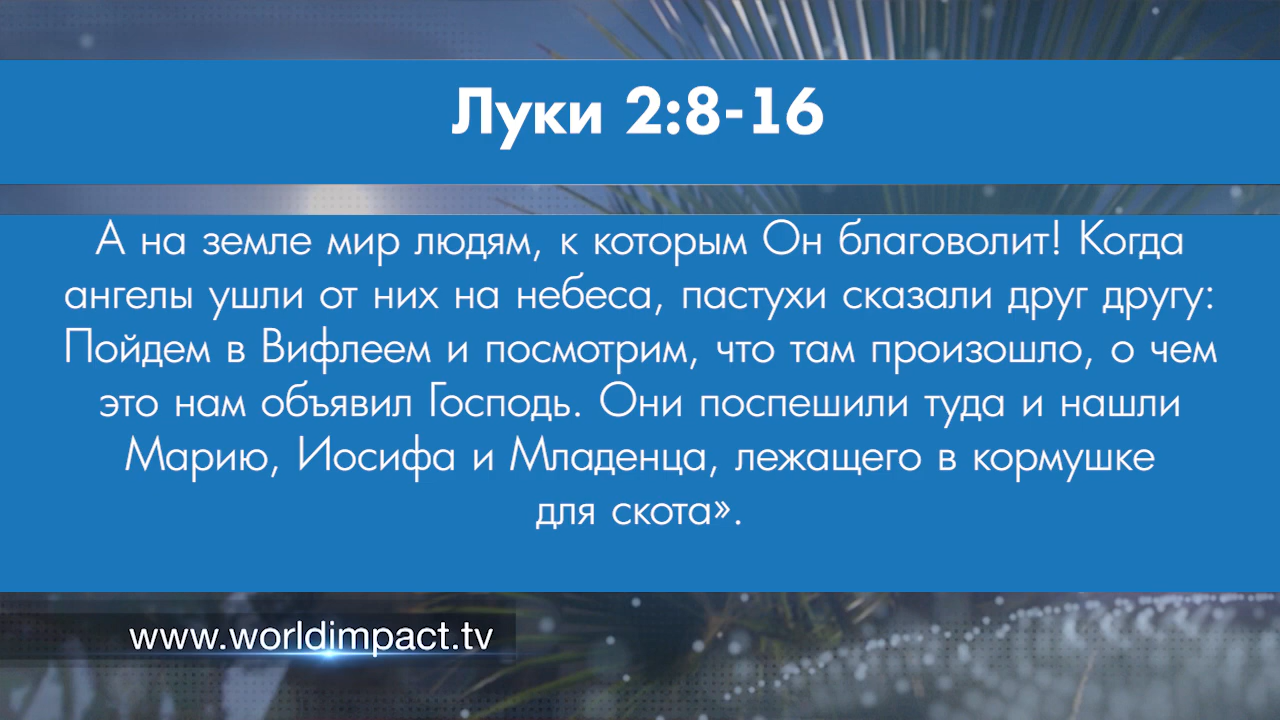 Луки 2:8-16
А на земле мир людям, к которым Он благоволит! Когда
ангелы ушли от них на небеса, пастухи сказали друг другу:
Пойдем в Вифлеем и посмотрим, что там произошло, о чем
это нам объявил Господь. Они поспешили туда и нашли
Марию, Иосифа и Младенца, лежащего в кормушке
для скота».
www.worldimpact.tv